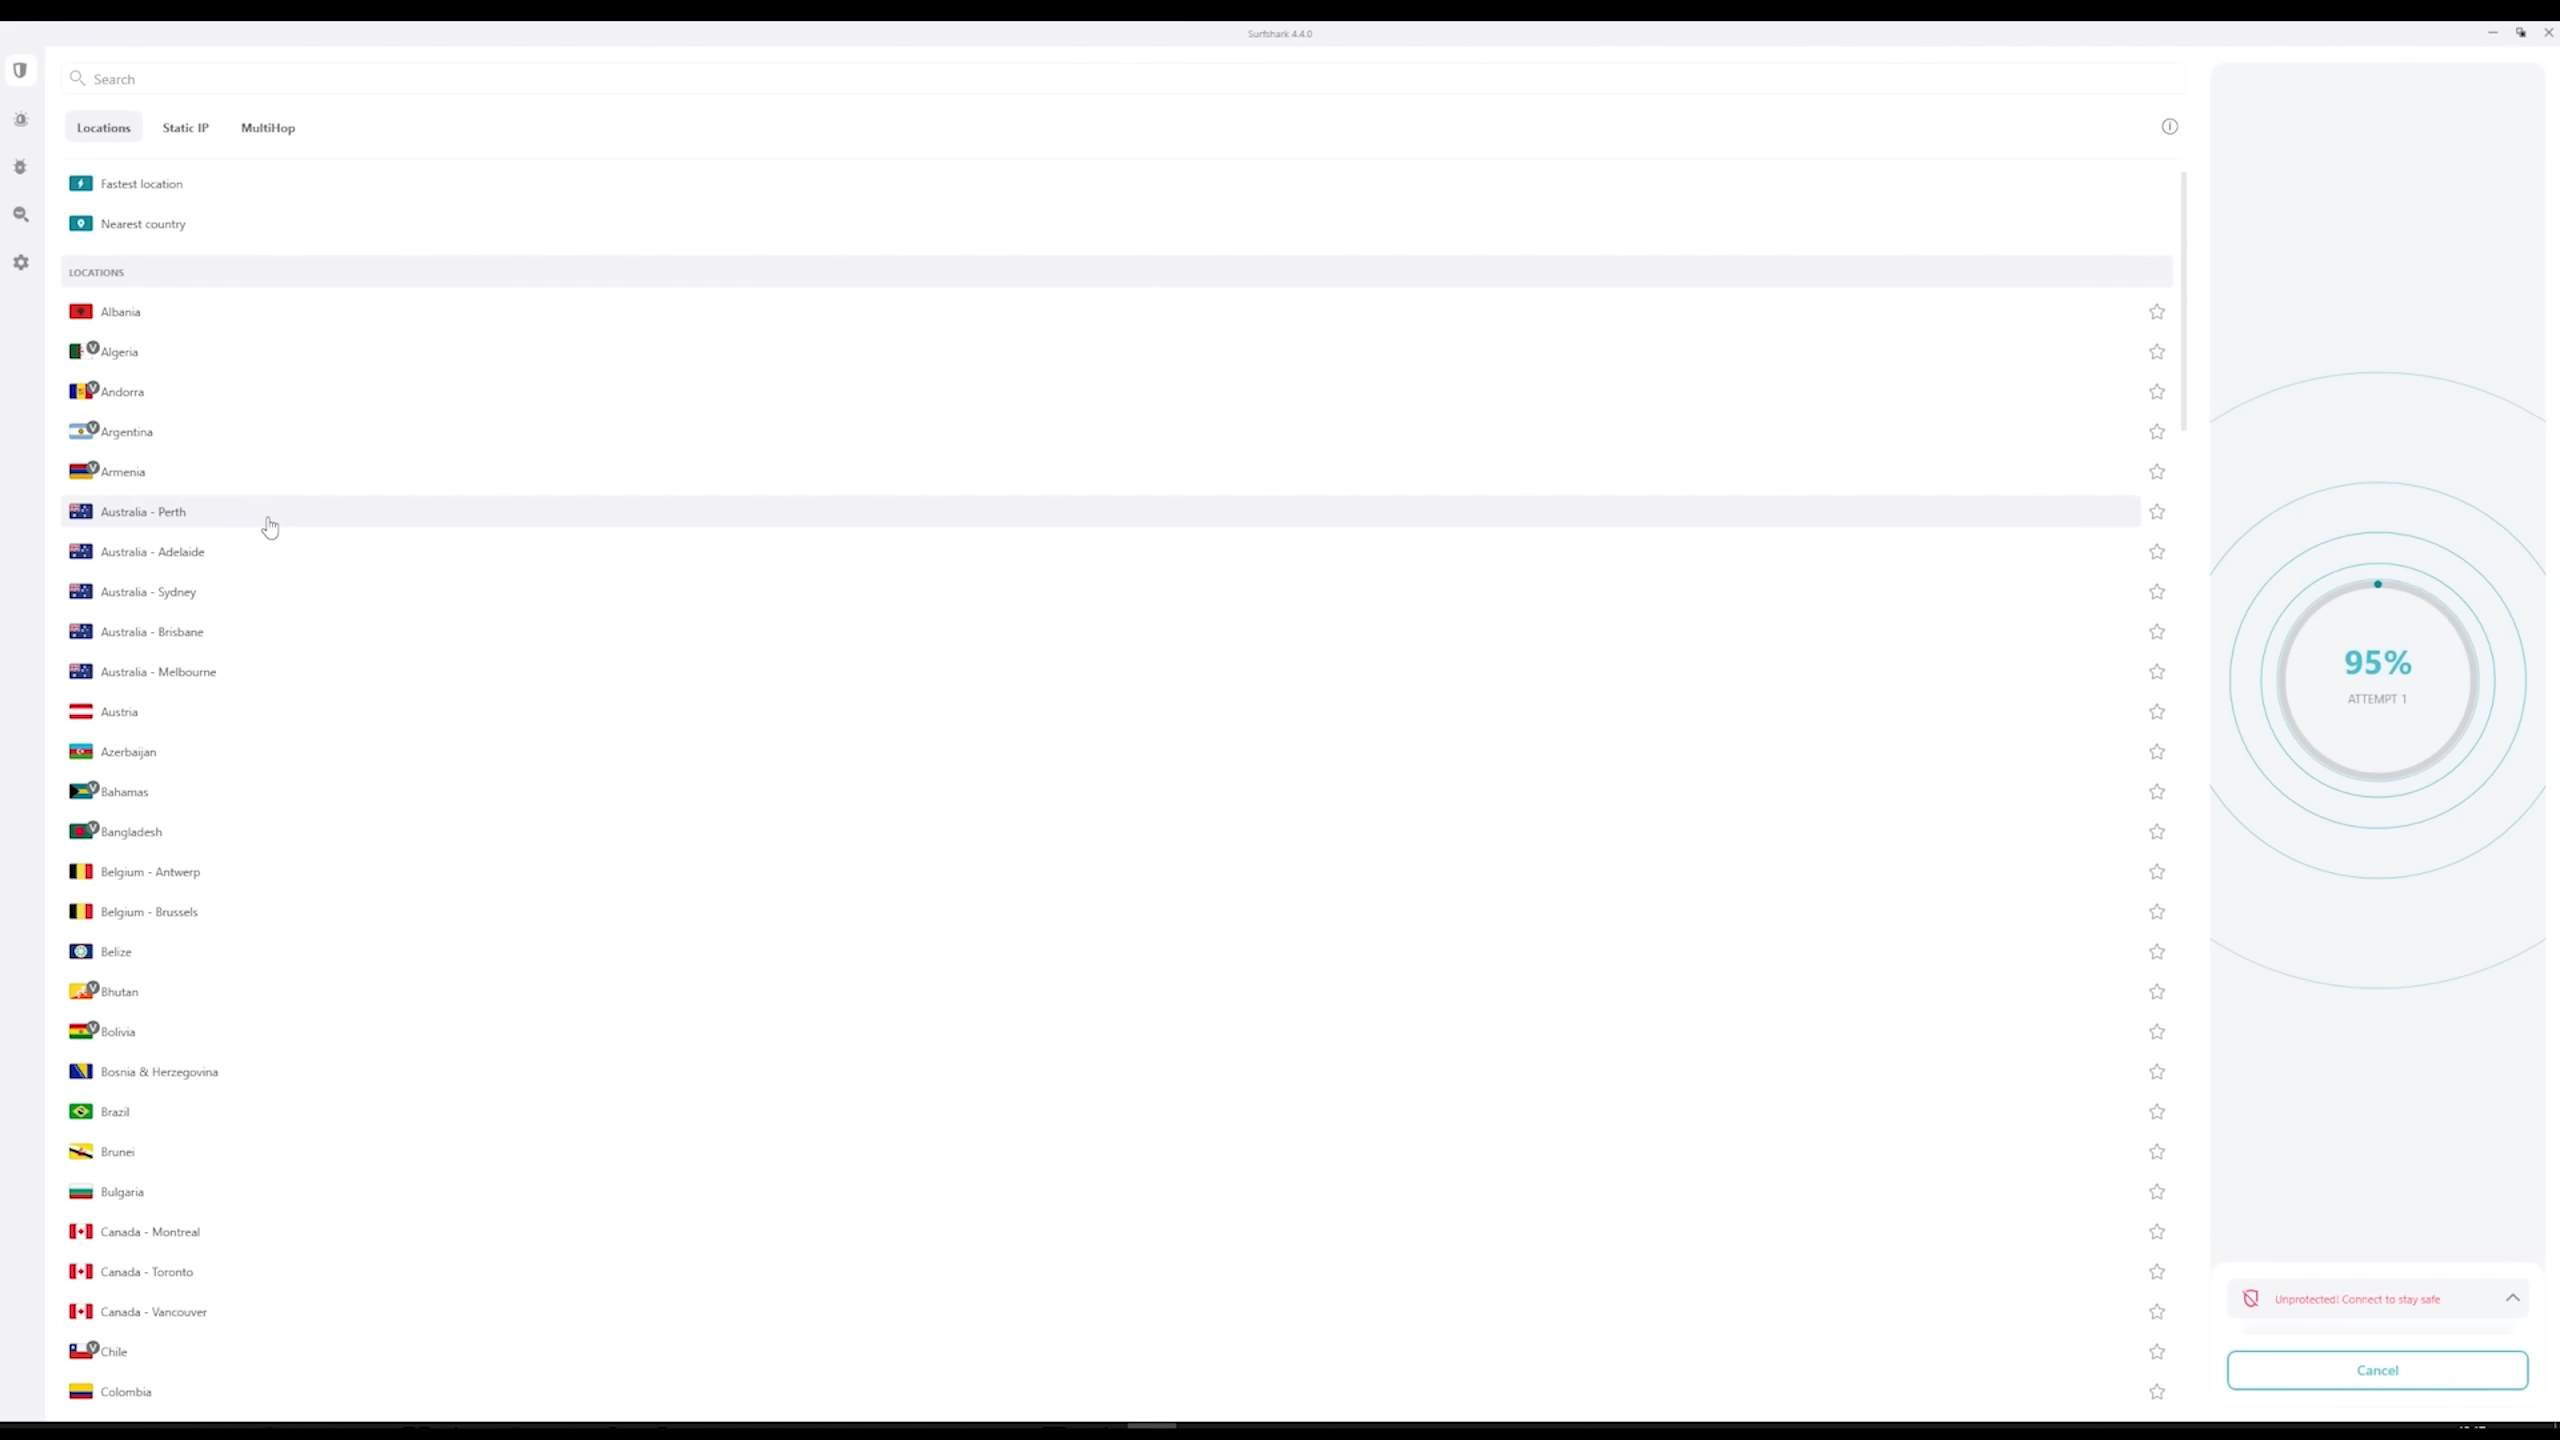 Surfshark 4.4.0
Search
Locations Static IP MultiHop
Fastest location
Nearest country
LOCATIONS
Albania
V Algeria
V Andorra
V Argentina
V Armenia
Australia - Perth
Australia - Adelaide
Australia - Sydney
Australia - Brisbane
Australia - Melbourne
Austria
Azerbaijan
V Bahamas
V Bangladesh
Belgium - Antwerp
Belgium - Brussels
Belize
V Bhutan
V Bolivia
Bosnia & Herzegovina
Brazil
Brunei
Bulgaria
Canada - Montreal
Canada - Toronto
Canada - Vancouver
V Chile
Colombia
95%
ATTEMPT 1
Unprotected! Connect to stay safe
Cancel